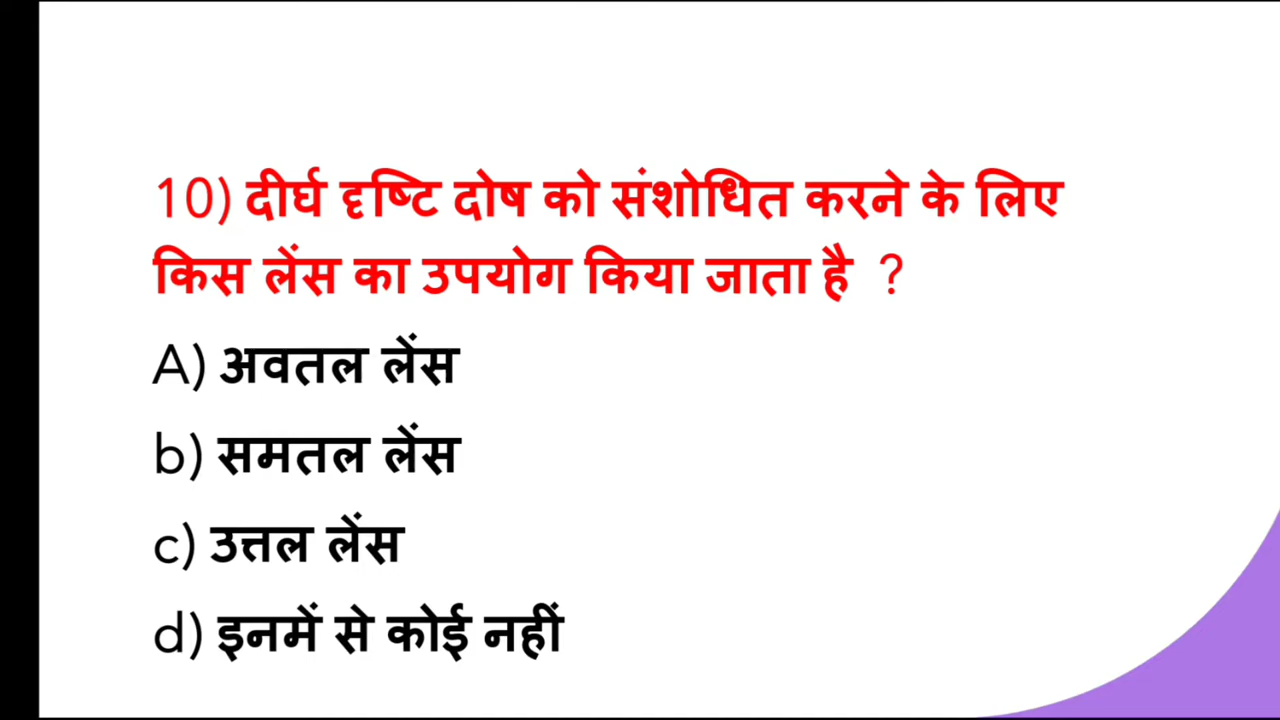 10) दीर्घ दृष्टि दोष को संशोधित करने के लिए
किस लेंस का उपयोग किया जाता है ?
A) अवतल लेंस
b) समतल लेंस
c) उत्तल लेंस
d) इनमें से कोई नहीं